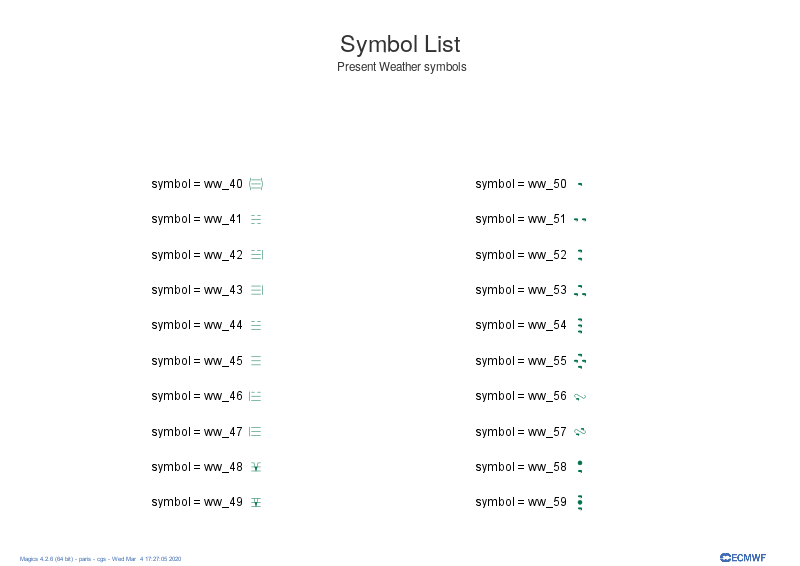 Symbol List
Present Weather symbols
symbol = ww_40
symbol = ww_41
symbol = ww_42
symbol = ww_43
symbol = ww_44
symbol = ww_45
symbol = ww_46
symbol = ww_47
symbol = ww_48
symbol = ww_49
symbol = ww_50
symbol = ww_51
symbol = ww_52
symbol = ww_53
symbol = ww_54
symbol = ww_55
symbol = ww_56
symbol = ww_57
symbol = ww_58
symbol = ww_59
Magics 4.2.6 (64 bit) - paris - cgs - Wed Mar 4 17:27:05 2020
ECMWF